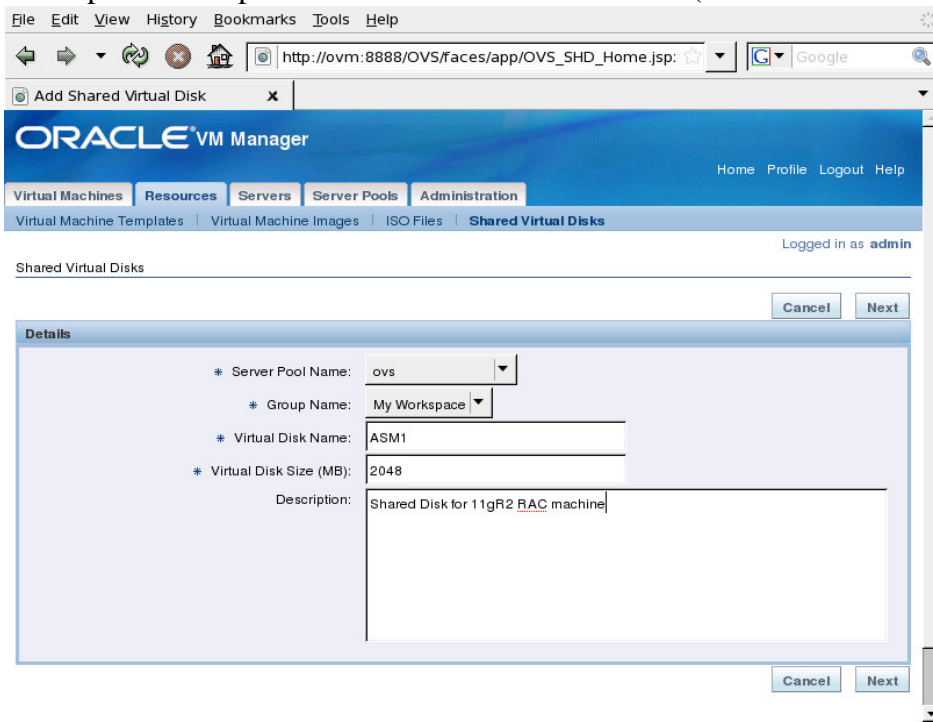 File Edit View History Bookmarks Tools Help
http://ovm:8888/OVS/faces/app/OVS_SHD_Home.jsp: G Google
Add Shared Virtual Disk x
ORACLE VM Manager
Home Profile Logout Help
Virtual Machines Resources Servers Server Pools Administration
Virtual Machine Templates | Virtual Machine Images | ISO Files | Shared Virtual Disks
Logged in as admin
Shared Virtual Disks
Cancel Next
Details
* Server Pool Name: ovs
* Group Name: My Workspace
* Virtual Disk Name: ASM1
* Virtual Disk Size (MB): 2048
Description: Shared Disk for 11gR2 RAC machine
Cancel Next